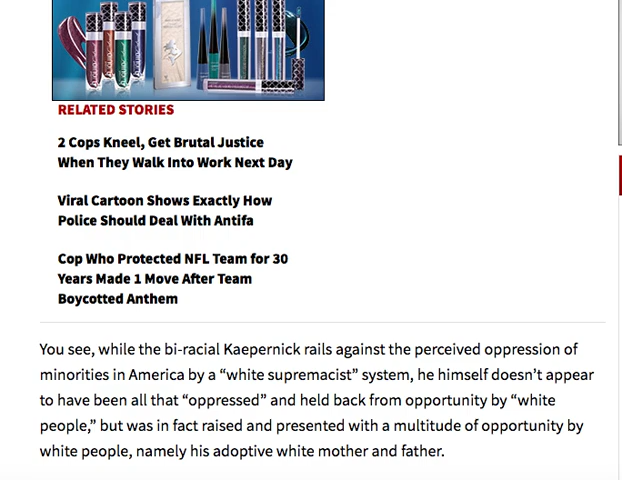 RELATED STORIES
2 Cops Kneel, Get Brutal Justice
When They Walk Into Work Next Day
Viral Cartoon Shows Exactly How
Police Should Deal With Antifa
Cop Who Protected NFL Team for 30
Years Made 1 Move After Team
Boycotted Anthem
You see, while the bi-racial Kaepernick rails against the perceived oppression of
minorities in America by a “white supremacist” system, he himself doesn’t appear
to have been all that “oppressed” and held back from opportunity by “white
people,” but was in fact raised and presented with a multitude of opportunity by
white people, namely his adoptive white mother and father.